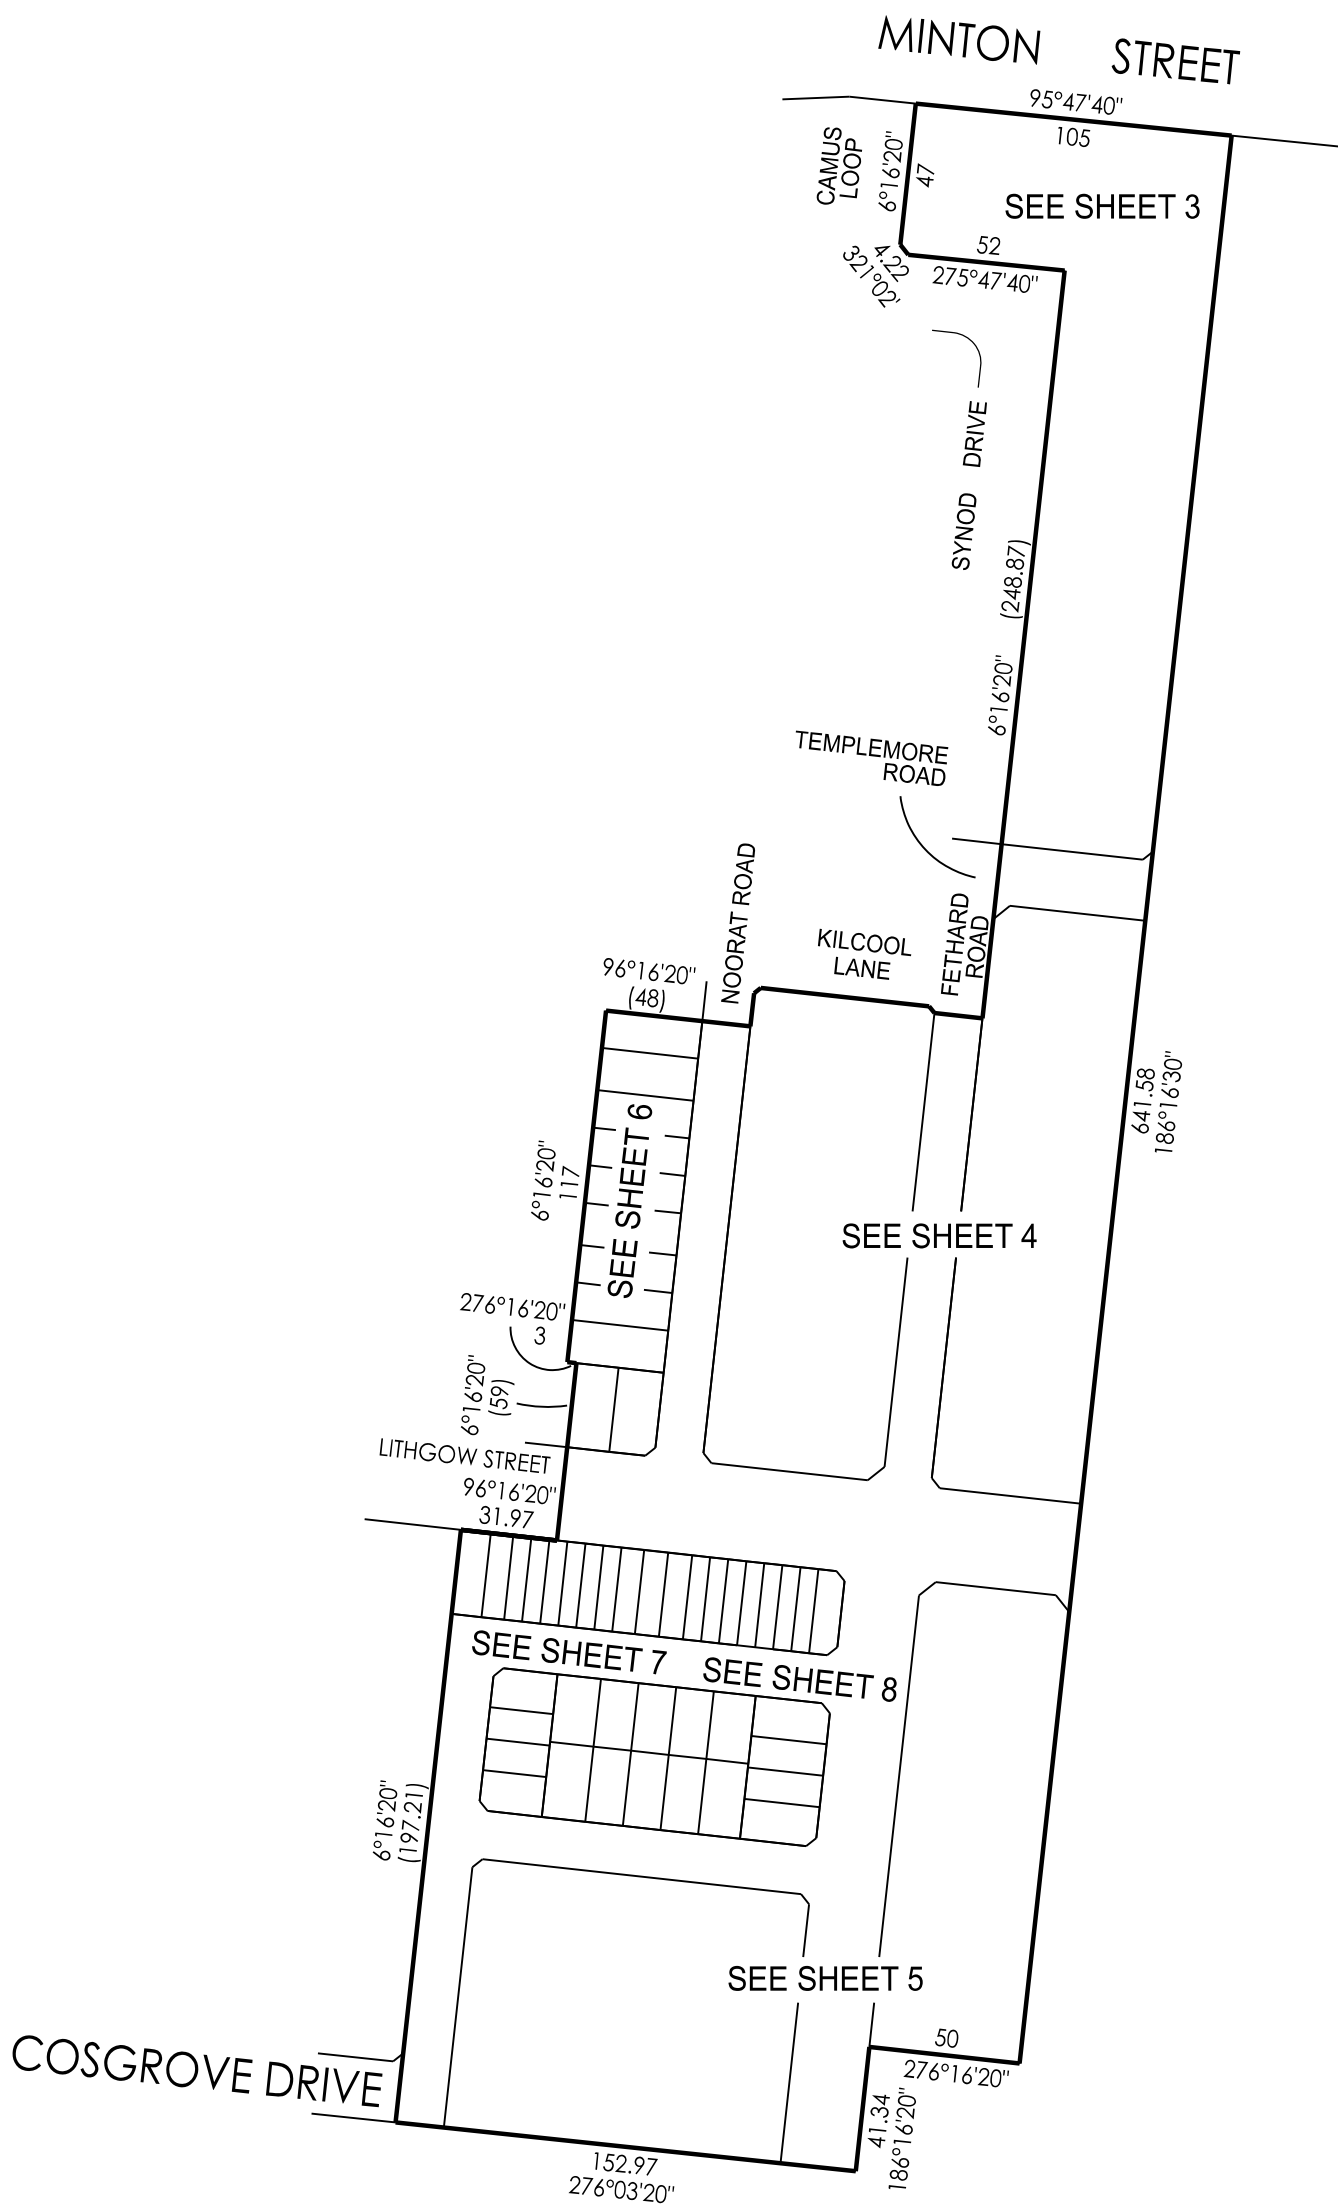 MINTON STREET
95°47'40"
105
CAMUS
LOOP
6°16'20"
47
SEE SHEET 3
52
275°47'40"
4.22
321°02'
SYNOD DRIVE
(248.87)
6°16'20"
TEMPLEMORE
ROAD
NOORAT ROAD
KILCOOL
LANE
FETHARD
ROAD
96°16'20"
(48)
641.58
186°16'30"
SEE SHEET 6
6°16'20"
117
SEE SHEET 4
276°16'20"
3
6°16'20"
(59)
LITHGOW STREET
96°16'20"
31.97
SEE SHEET 7
SEE SHEET 8
6°16'20"
(197.21)
SEE SHEET 5
COSGROVE DRIVE
50
276°16'20"
41.34
186°16'20"
152.97
276°03'20"